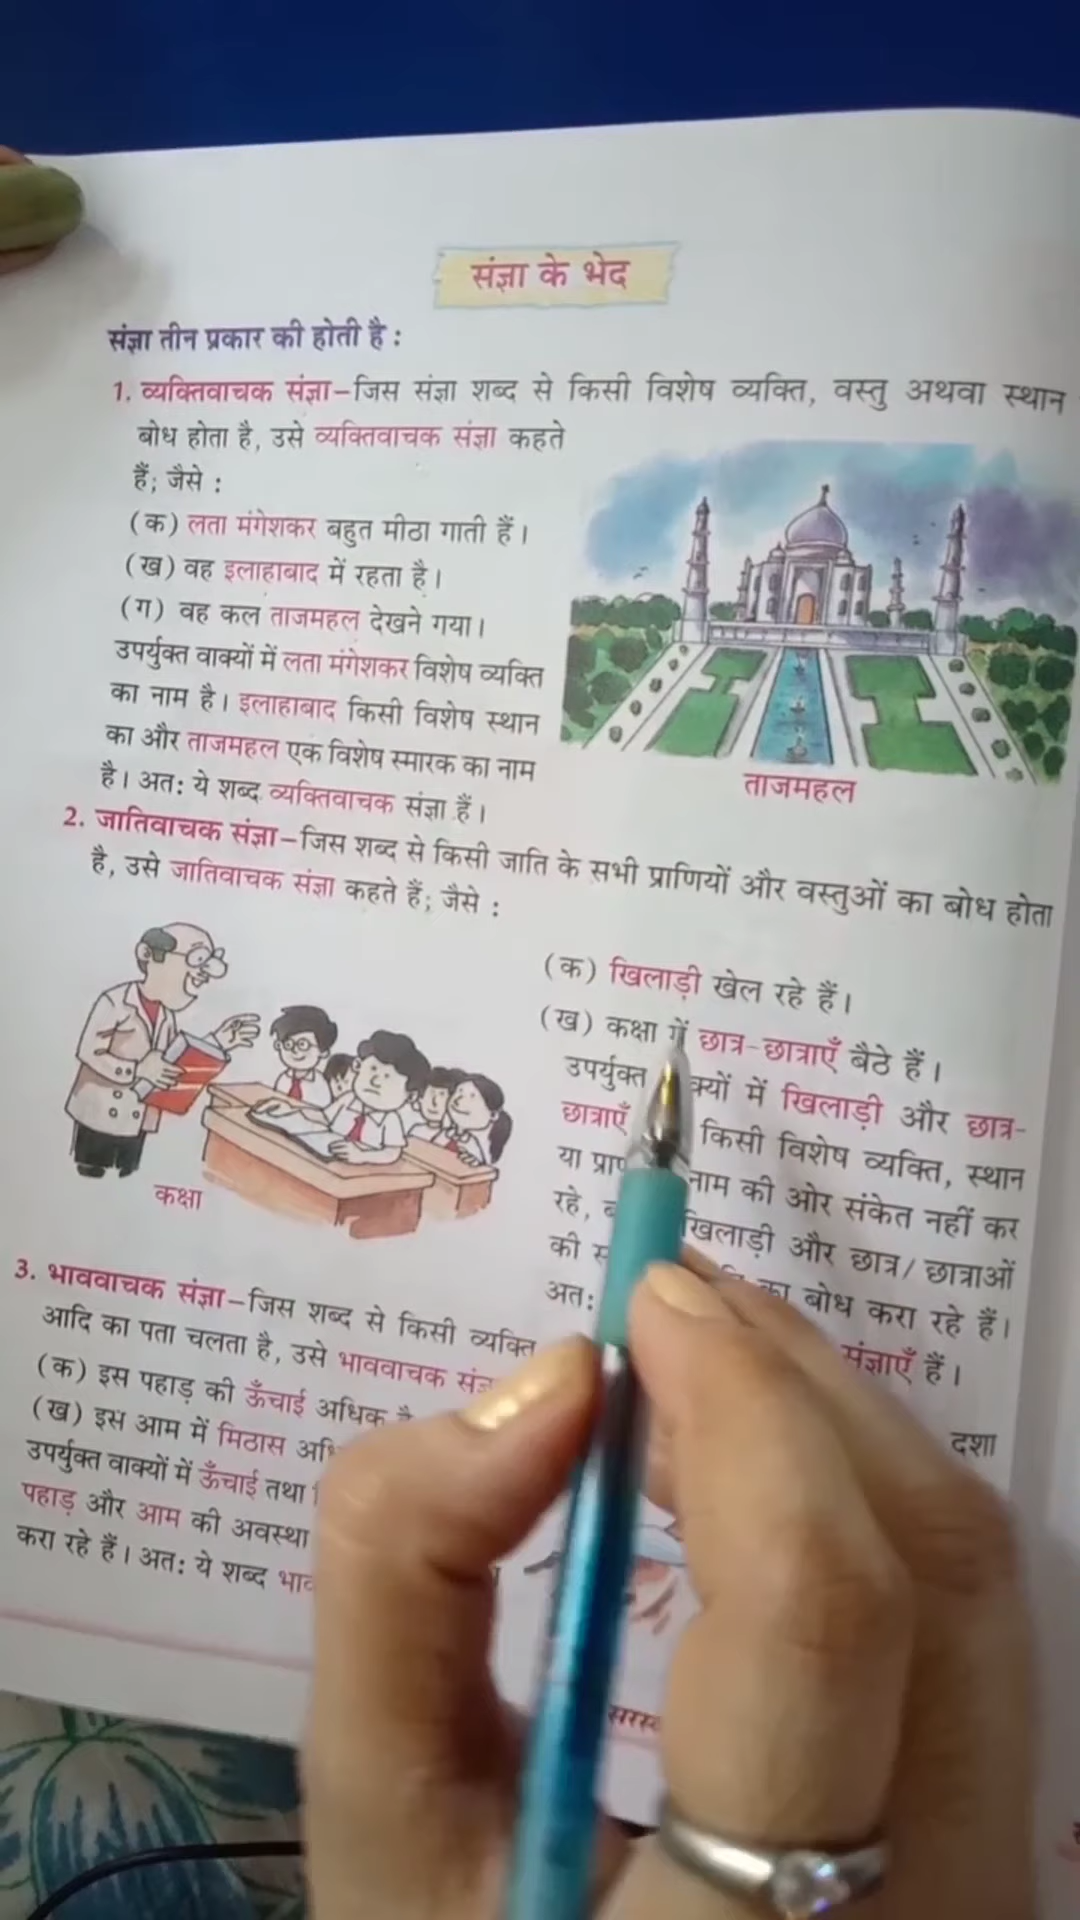 संज्ञा के भेद
संज्ञा तीन प्रकार की होती है :
1. व्यक्तिवाचक संज्ञा–जिस संज्ञा शब्द से किसी विशेष व्यक्ति, वस्तु अथवा स्थान
बोध होता है, उसे व्यक्तिवाचक संज्ञा कहते
हैं; जैसे :
(क) लता मंगेशकर बहुत मीठा गाती हैं।
(ख) वह इलाहाबाद में रहता है।
(ग) वह कल ताजमहल देखने गया।
उपर्युक्त वाक्यों में लता मंगेशकर विशेष व्यक्ति
का नाम है। इलाहाबाद किसी विशेष स्थान
का और ताजमहल एक विशेष स्मारक का नाम
है। अतः ये शब्द व्यक्तिवाचक संज्ञा हैं।
ताजमहल
2. जातिवाचक संज्ञा–जिस शब्द से किसी जाति के सभी प्राणियों और वस्तुओं का बोध होता
है, उसे जातिवाचक संज्ञा कहते हैं; जैसे :
(क) खिलाड़ी खेल रहे हैं।
(ख) कक्षा में छात्र-छात्राएँ बैठे हैं।
उपर्युक्त में खिलाड़ी और छात्र-
छात्राएँ किसी विशेष व्यक्ति, स्थान
या नाम की ओर संकेत नहीं कर
रहे, खिलाड़ी और छात्र/छात्राओं
की का बोध करा रहे हैं।
अतः संज्ञाएँ हैं।
कक्षा
3. भाववाचक संज्ञा–जिस शब्द से किसी व्यक्ति दशा
आदि का पता चलता है, उसे भाववाचक
(क) इस पहाड़ की ऊँचाई अधिक
(ख) इस आम में मिठास
उपर्युक्त वाक्यों में ऊँचाई तथा
पहाड़ और आम की अवस्था
करा रहे हैं। अतः ये शब्द